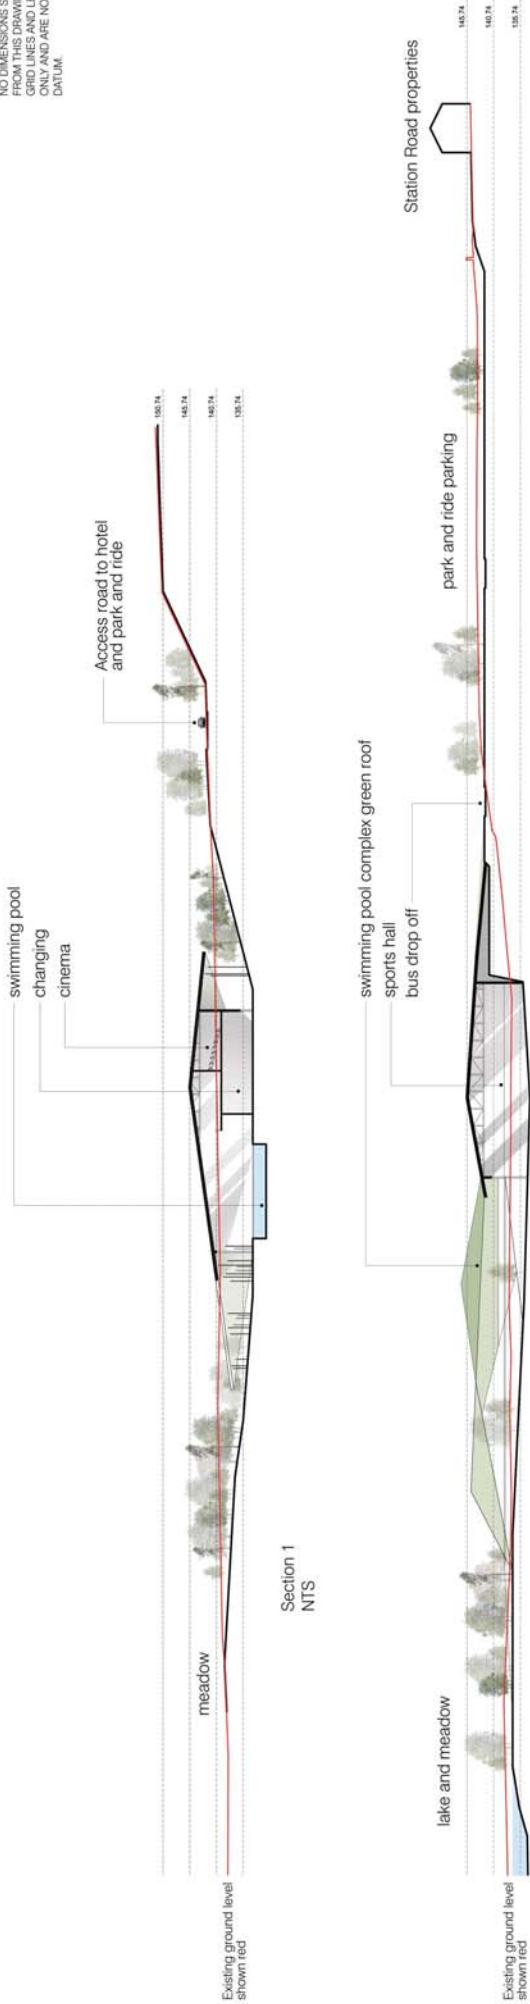 NO DIMENSIONS S
FROM THIS DRAWI
GRID LINES AND LE
ONLY AND ARE NO
DATUM.
swimming pool
changing
cinema
Access road to hotel
and park and ride
150.74
145.74
140.74
135.74
meadow
Existing ground level
shown red
Section 1
NTS
swimming pool complex green roof
sports hall
bus drop off
park and ride parking
Station Road properties
145.74
140.74
135.74
lake and meadow
Existing ground level
shown red